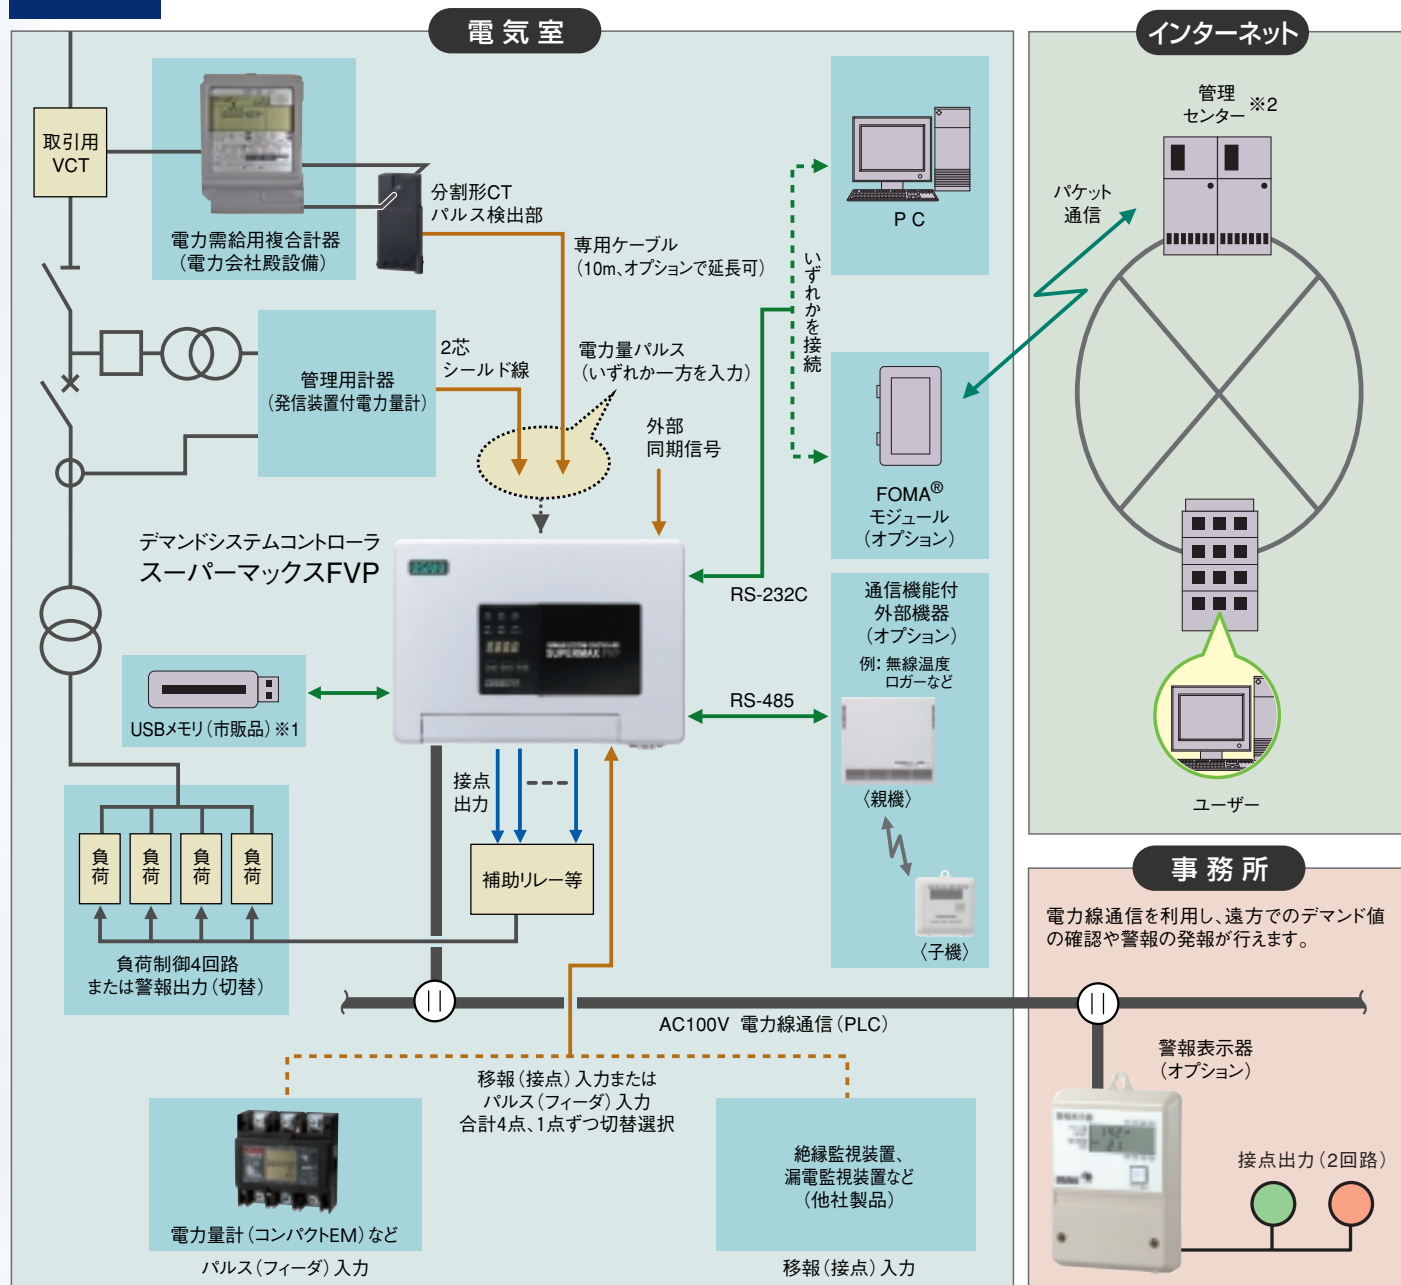 電気室
インターネット
取引用
VCT
電力需給用複合計器
（電力会社殿設備）
分割形CT
パルス検出部
専用ケーブル
（10m、オプションで延長可）
いずれかを接続
PC
管理
センター※2
パケット
通信
管理用計器
（発信装置付電力量計）
2芯
シールド線
電力量パルス
（いずれか一方を入力）
外部
同期信号
FOMA®
モジュール
（オプション）
デマンドシステムコントローラ
スーパーマックスFVP
SUPERMAX FVP
RS-232C
通信機能付
外部機器
（オプション）
例：無線温度
ロガーなど
RS-485
〈親機〉
〈子機〉
USBメモリ（市販品）※1
接点
出力
補助リレー等
負荷
負荷
負荷
負荷
負荷制御4回路
または警報出力（切替）
ユーザー
事務所
電力線通信を利用し、遠方でのデマンド値
の確認や警報の発報が行えます。
AC100V 電力線通信（PLC）
警報表示器
（オプション）
接点出力（2回路）
移報（接点）入力または
パルス（フィーダ）入力
合計4点、1点ずつ切替選択
電力量計（コンパクトEM）など
パルス（フィーダ）入力
絶縁監視装置、
漏電監視装置など
（他社製品）
移報（接点）入力